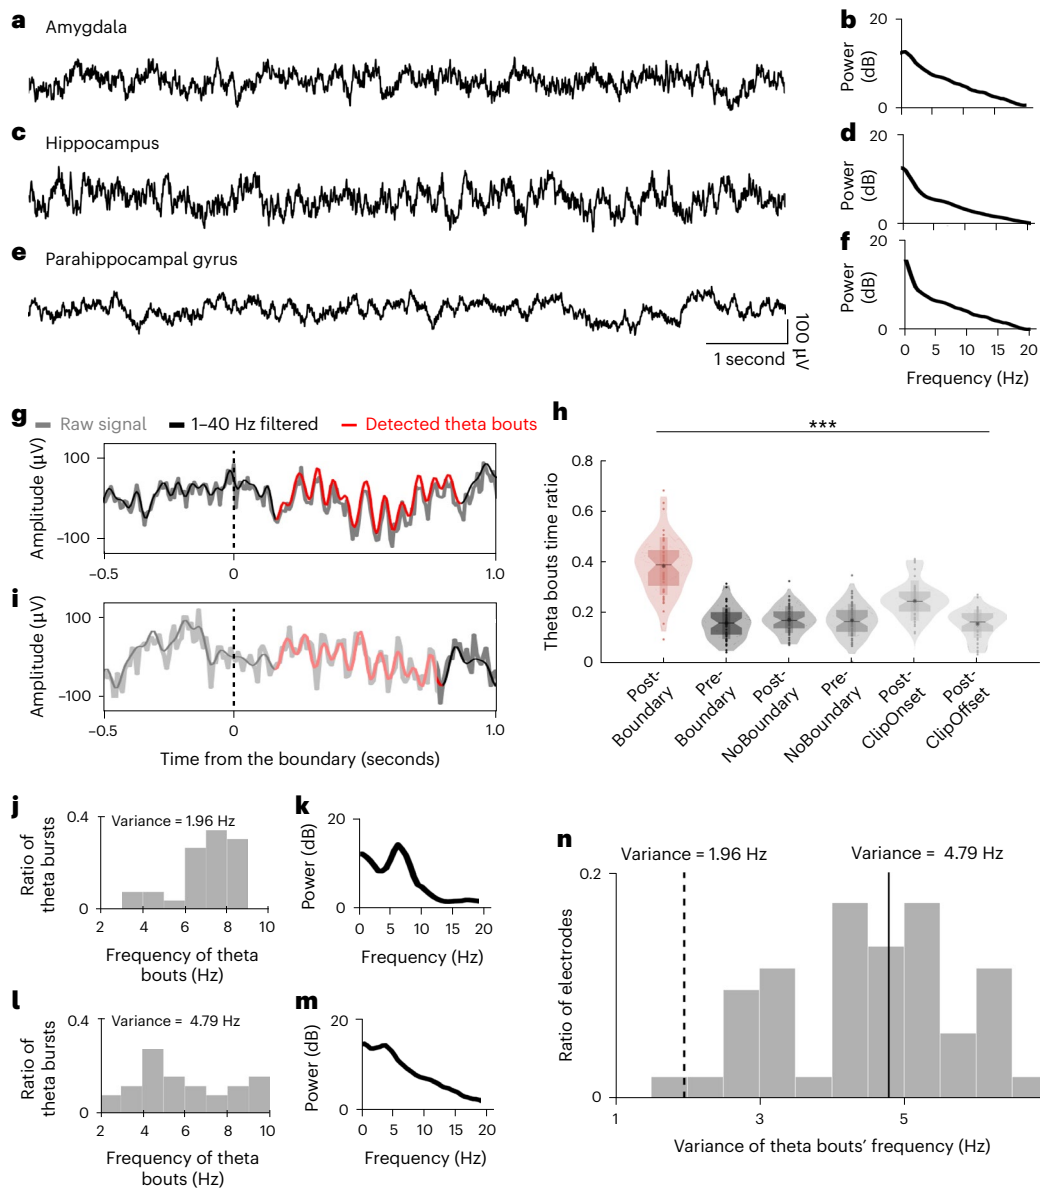 a
Amygdala
b
20
Power
(dB)
0
c
Hippocampus
d
20
Power
(dB)
0
e
Parahippocampal gyrus
f
20
Power
(dB)
0
0 5 10 15 20
Frequency (Hz)
100 µV
1 second
g
Raw signal
1–40 Hz filtered
Detected theta bouts
Amplitude (µV)
100
–100
–0.5 0 1.0
i
Amplitude (µV)
100
–100
–0.5 0 1.0
Time from the boundary (seconds)
h
***
Theta bouts time ratio
0.8
0.6
0.4
0.2
0
Post-
Boundary
Pre-
Boundary
Post-
NoBoundary
Pre-
NoBoundary
Post-
ClipOnset
Post-
ClipOffset
j
Variance = 1.96 Hz
Ratio of
theta bursts
0.4
0
2 4 6 8 10
Frequency of theta
bouts (Hz)
k
Power (dB)
20
0
0 5 10 15 20
Frequency (Hz)
l
Variance = 4.79 Hz
Ratio of
theta bursts
0.4
0
2 4 6 8 10
Frequency of theta
bouts (Hz)
m
Power (dB)
20
0
0 5 10 15 20
Frequency (Hz)
n
Variance = 1.96 Hz
Variance = 4.79 Hz
Ratio of electrodes
0.2
0
1 3 5
Variance of theta bouts’ frequency (Hz)